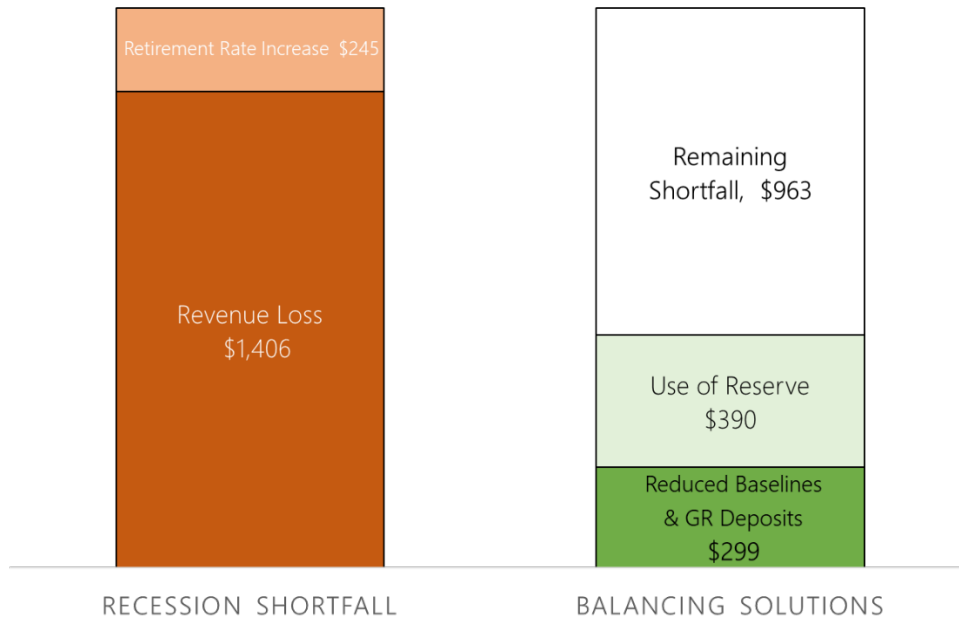 Retirement Rate Increase $245
Revenue Loss
$1,406
RECESSION SHORTFALL
Remaining
Shortfall, $963
Use of Reserve
$390
Reduced Baselines
& GR Deposits
$299
BALANCING SOLUTIONS